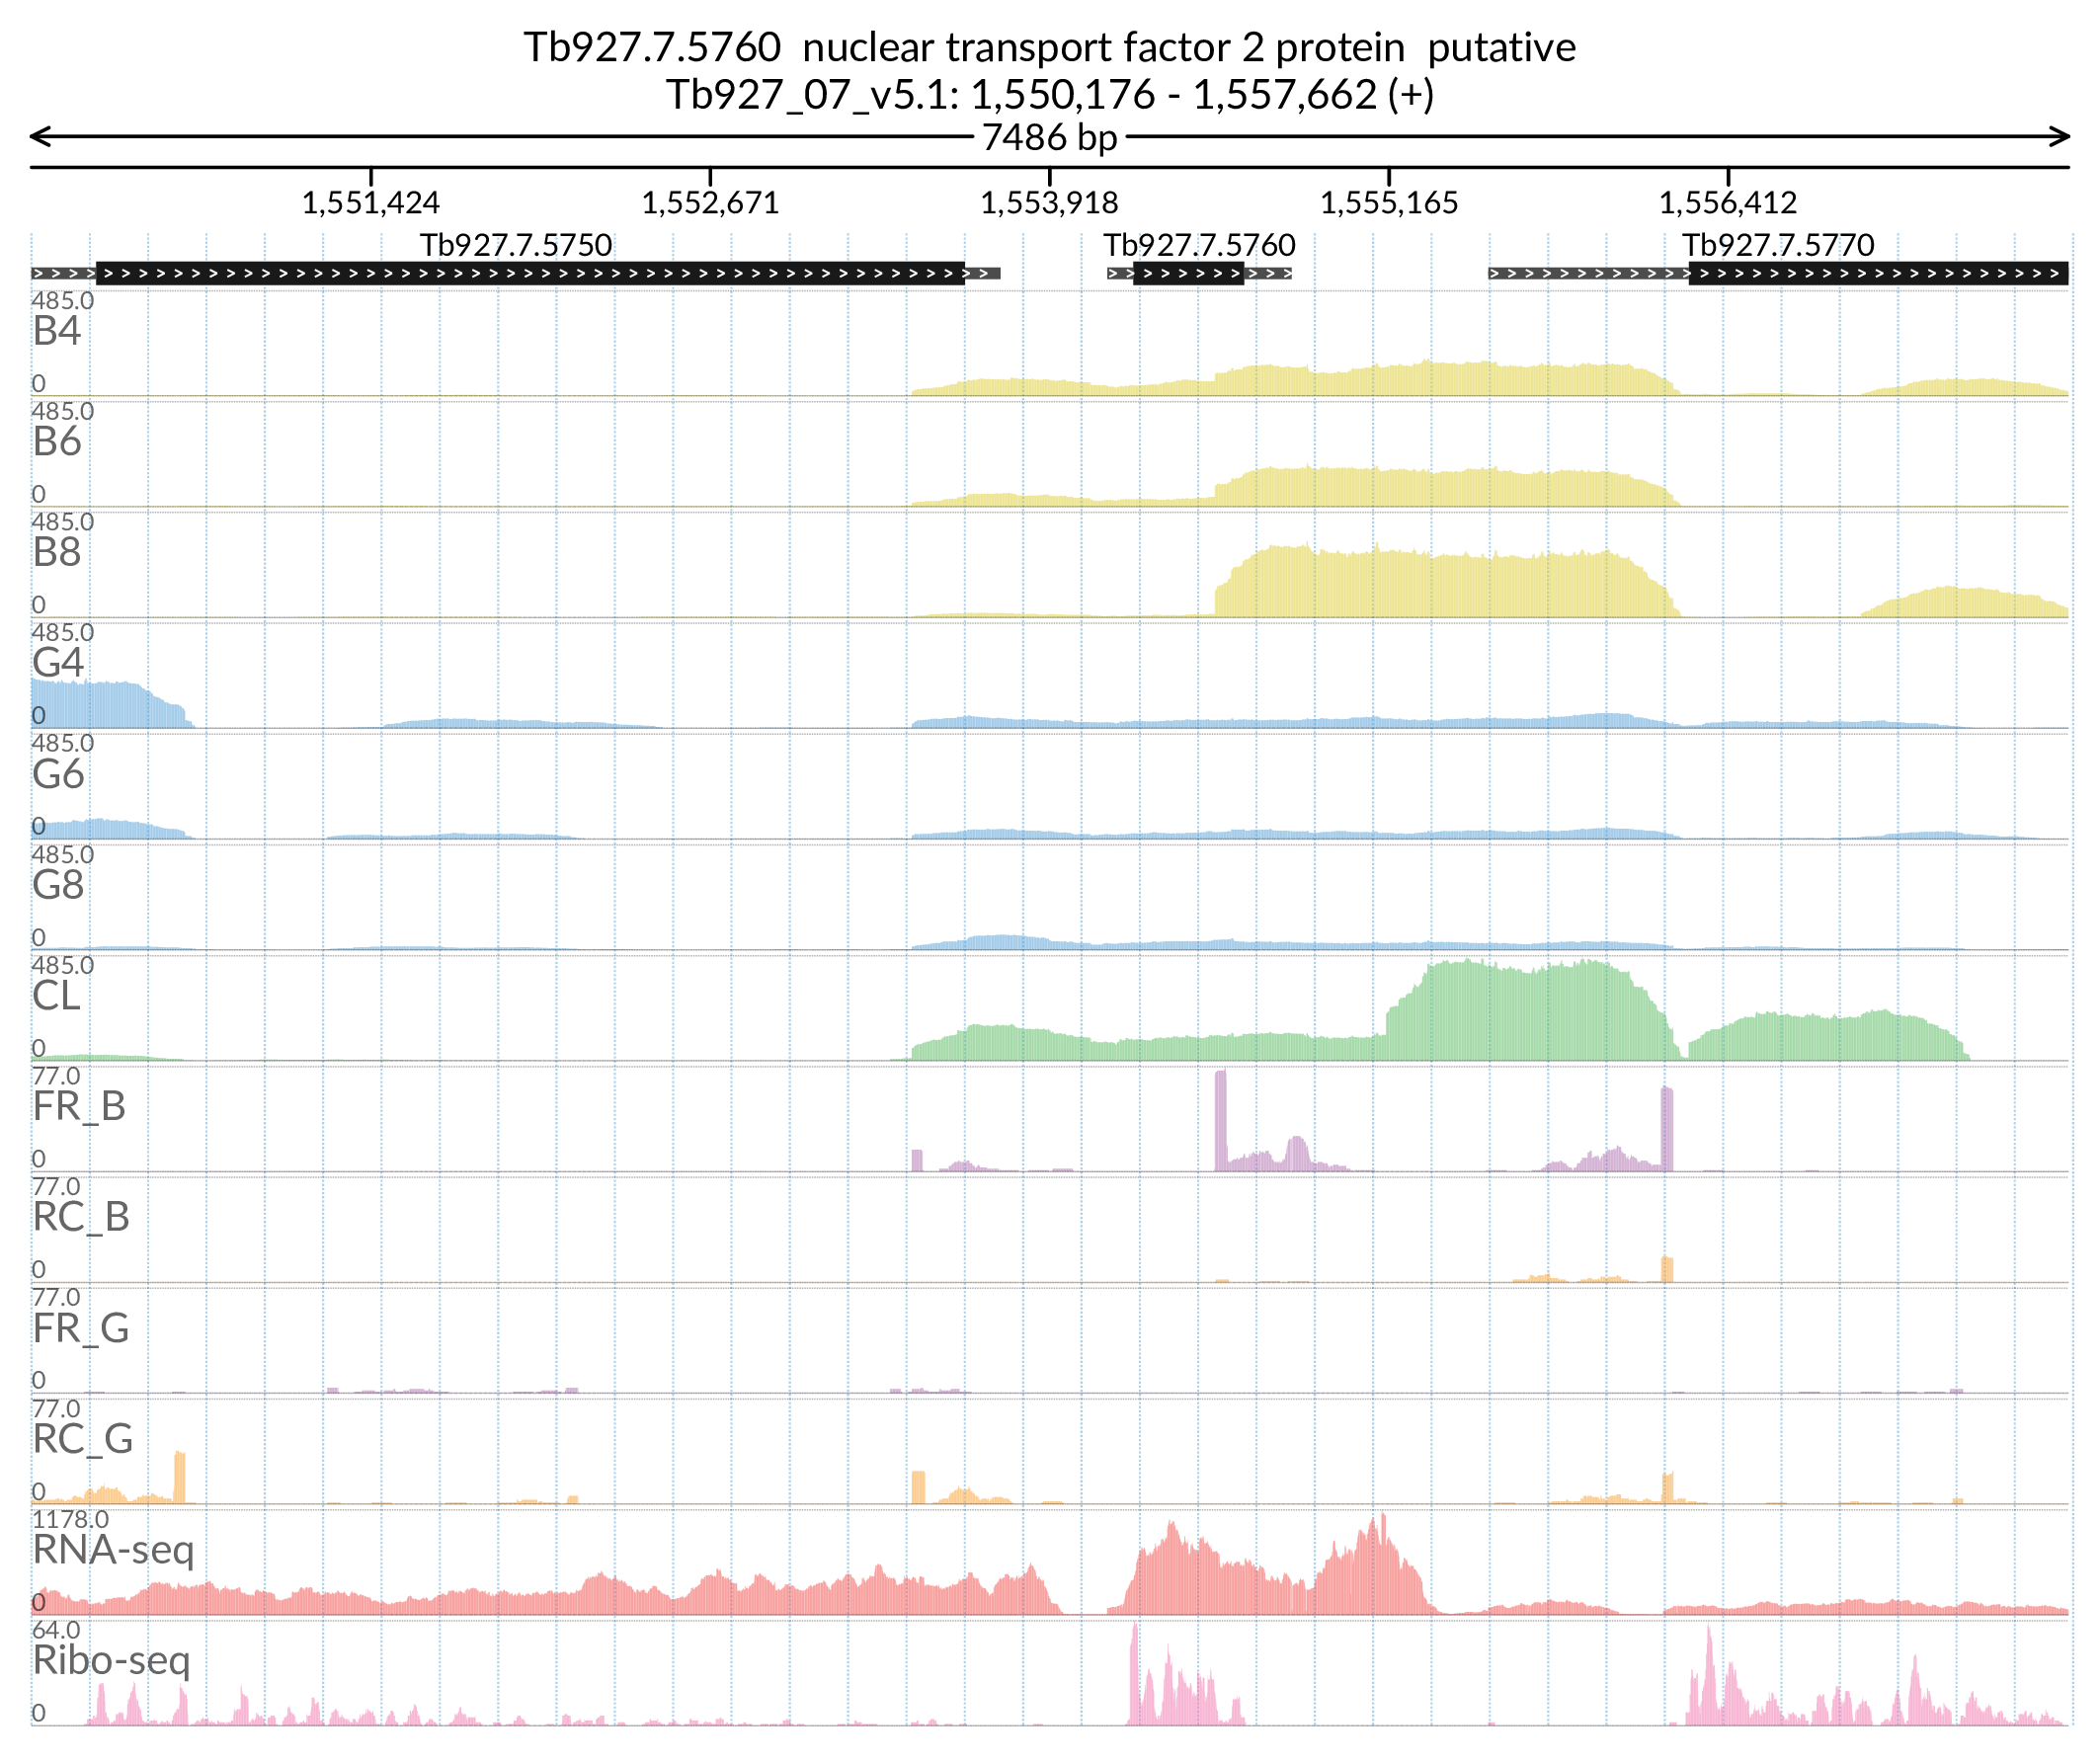 Tb927.7.5760  nuclear transport factor 2 protein  putative
Tb927_07_v5.1: 1,550,176 - 1,557,662 (+)
7486 bp
1,551,424 1,552,671 1,553,918 1,555,165 1,556,412
Tb927.7.5750 Tb927.7.5760 Tb927.7.5770
485.0
B4
0
485.0
B6
0
485.0
B8
0
485.0
G4
0
485.0
G6
0
485.0
G8
0
485.0
CL
0
77.0
FR_B
0
77.0
RC_B
0
77.0
FR_G
0
77.0
RC_G
0
1178.0
RNA-seq
0
64.0
Ribo-seq
0